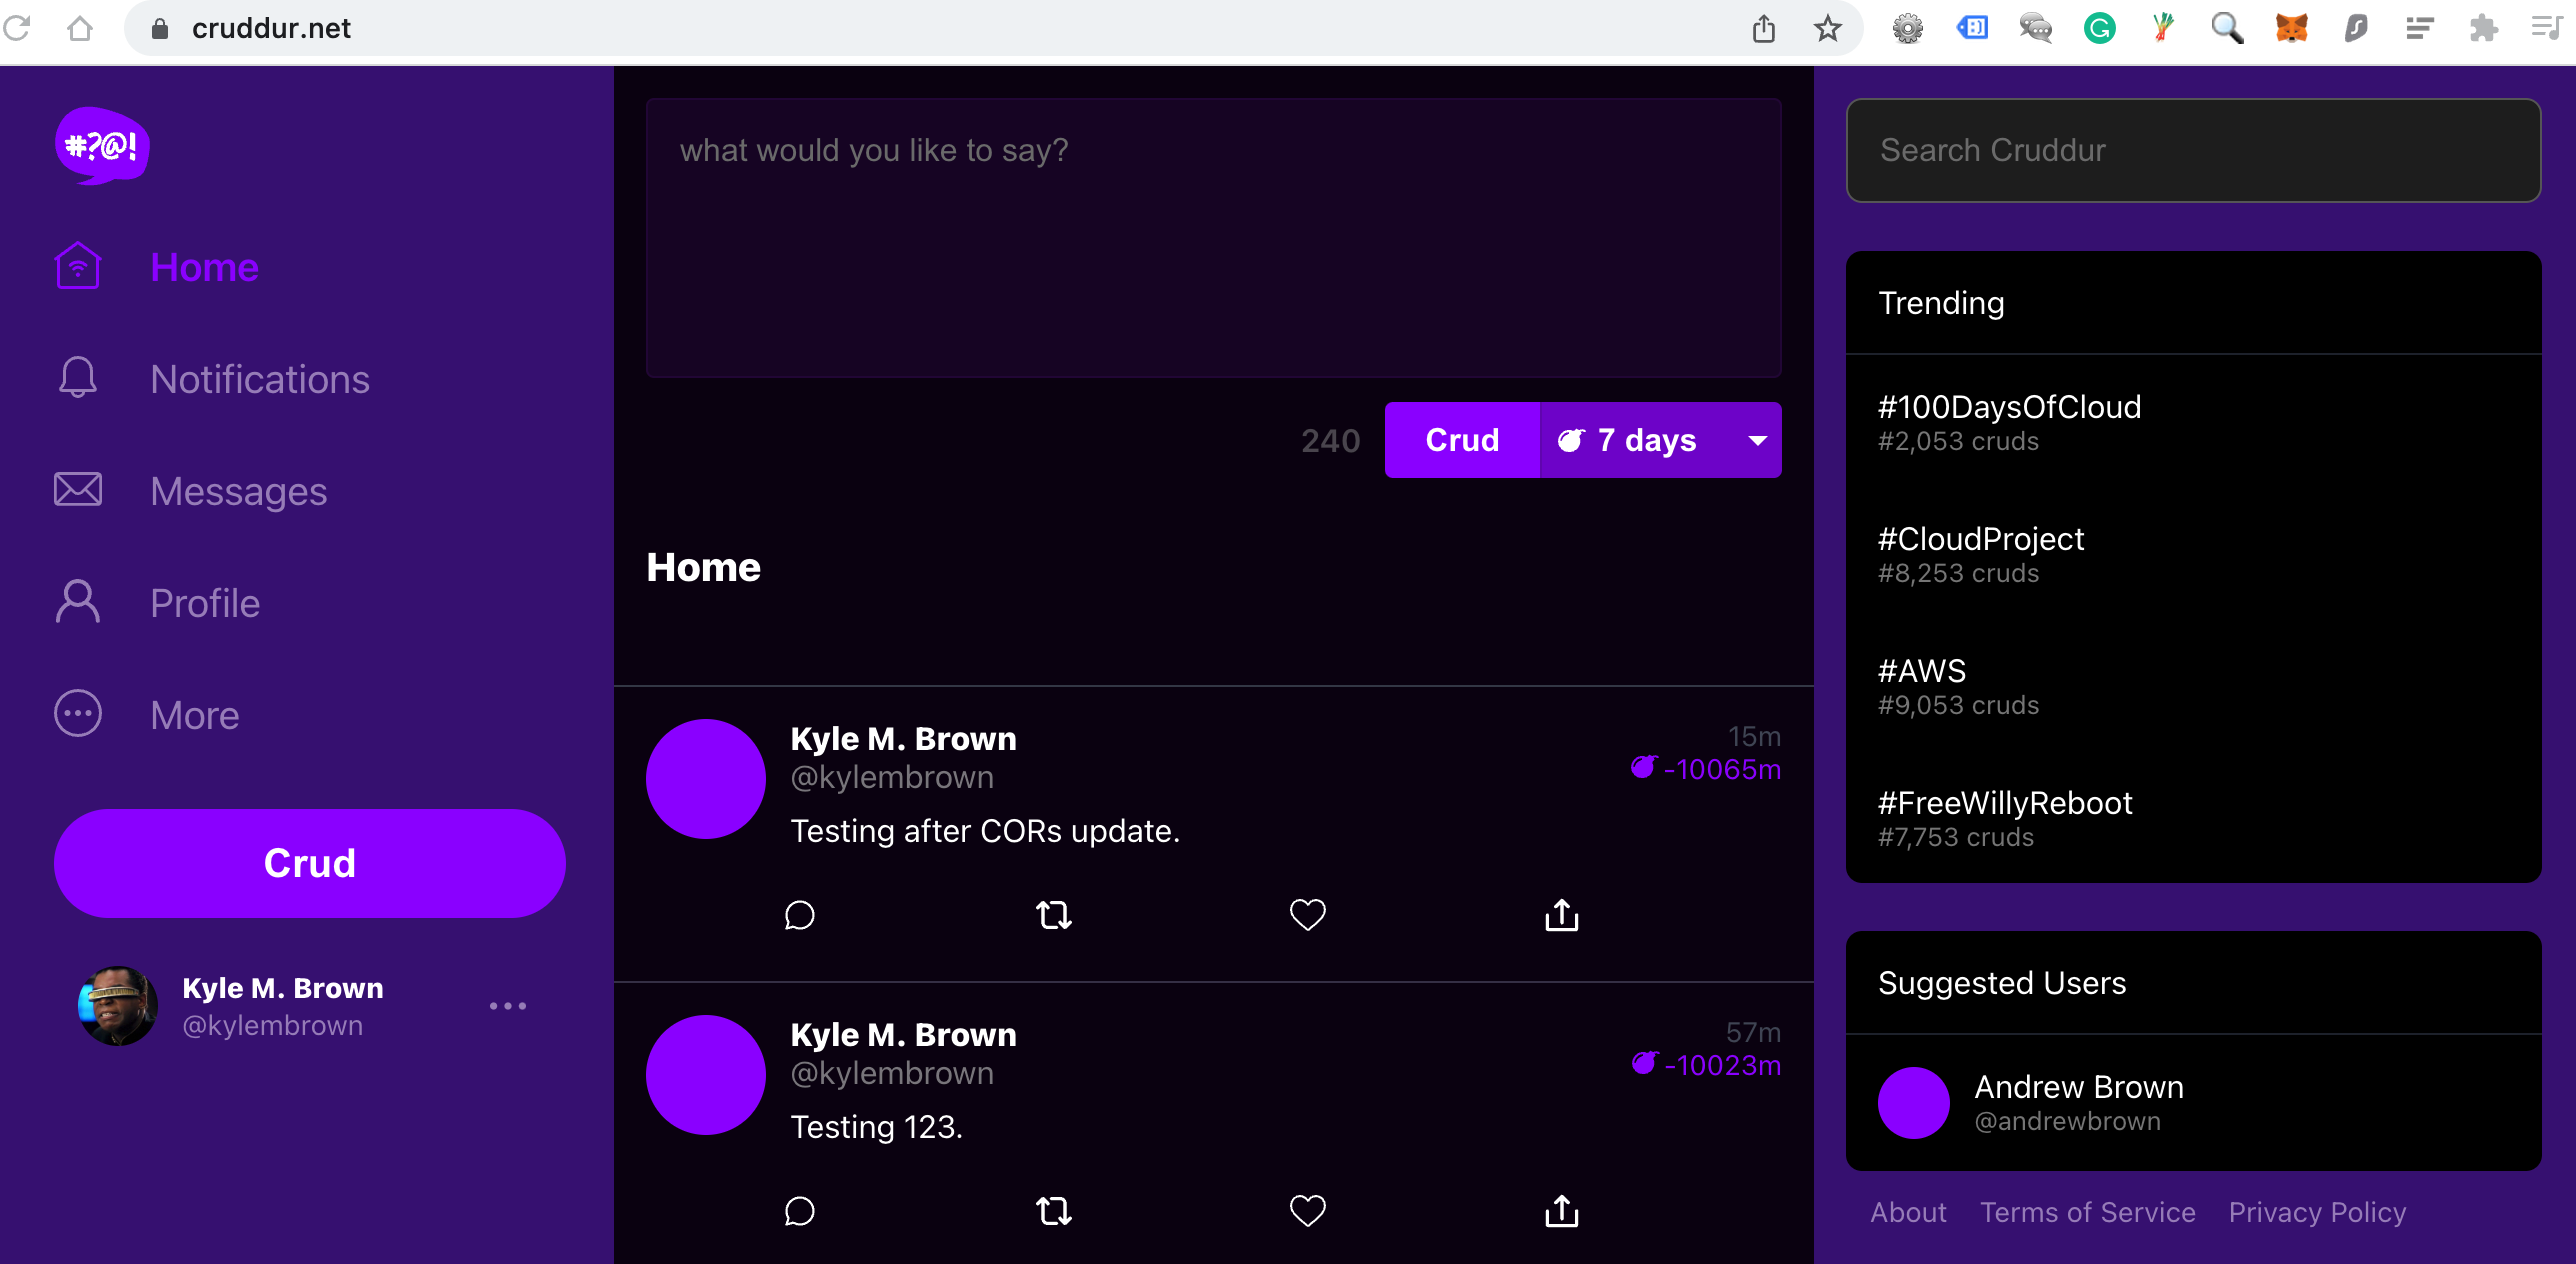 cruddur.net
#?@!
Home
Notifications
Messages
Profile
More
Crud
Kyle M. Brown
@kylembrown
what would you like to say?
240
Crud
7 days
Home
Kyle M. Brown
15m
@kylembrown
-10065m
Testing after CORs update.
Kyle M. Brown
57m
@kylembrown
-10023m
Testing 123.
Search Cruddur
Trending
#100DaysOfCloud
#2,053 cruds
#CloudProject
#8,253 cruds
#AWS
#9,053 cruds
#FreeWillyReboot
#7,753 cruds
Suggested Users
Andrew Brown
@andrewbrown
About Terms of Service Privacy Policy